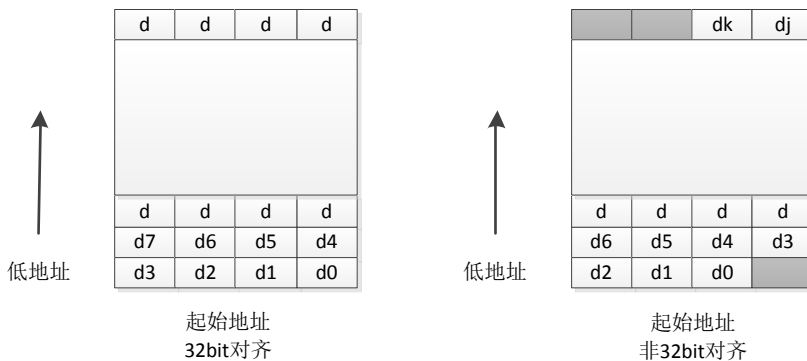 d d d d
d d d d
d7 d6 d5 d4
d3 d2 d1 d0
低地址
起始地址
32bit对齐
dk dj
d d d d
d6 d5 d4 d3
d2 d1 d0
低地址
起始地址
非32bit对齐